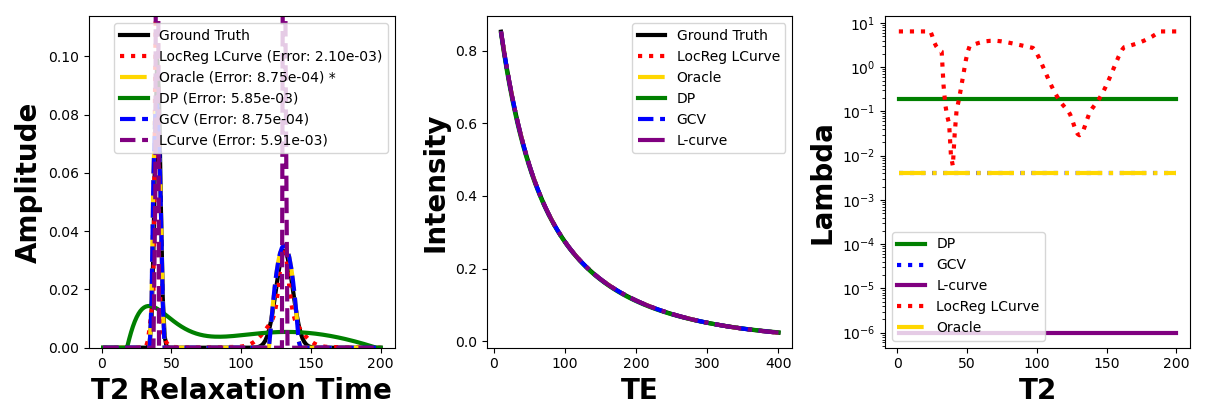 Amplitude
0.10
0.08
0.06
0.04
0.02
0.00
Ground Truth
LocReg LCurve (Error: 2.10e-03)
Oracle (Error: 8.75e-04) *
DP (Error: 5.85e-03)
GCV (Error: 8.75e-04)
LCurve (Error: 5.91e-03)
0 50 100 150 200
T2 Relaxation Time
Intensity
0.8
0.6
0.4
0.2
0.0
Ground Truth
LocReg LCurve
Oracle
DP
GCV
L-curve
0 100 200 300 400
TE
Lambda
10^1
10^0
10^-1
10^-2
10^-3
10^-4
10^-5
10^-6
DP
GCV
L-curve
LocReg LCurve
Oracle
0 50 100 150 200
T2